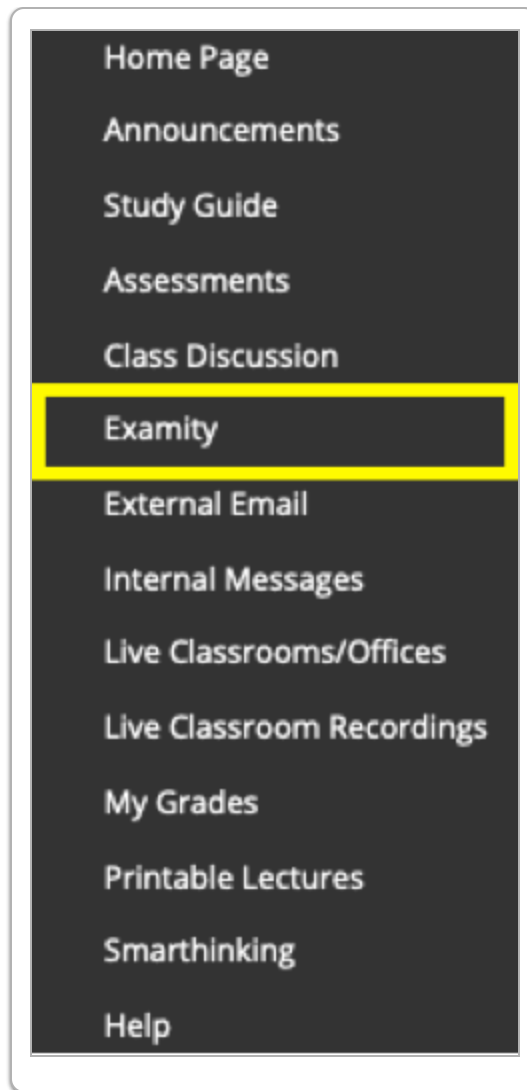 Home Page
Announcements
Study Guide
Assessments
Class Discussion
Examity
External Email
Internal Messages
Live Classrooms/Offices
Live Classroom Recordings
My Grades
Printable Lectures
Smarthinking
Help